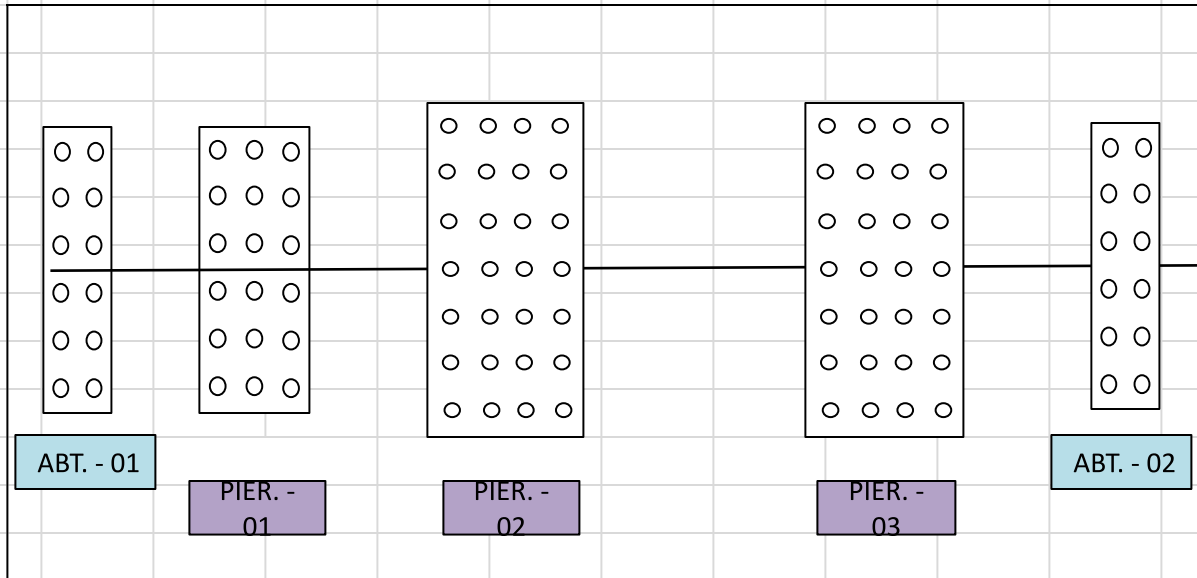 ABT. - 01
PIER. -
01
PIER. -
02
PIER. -
03
ABT. - 02